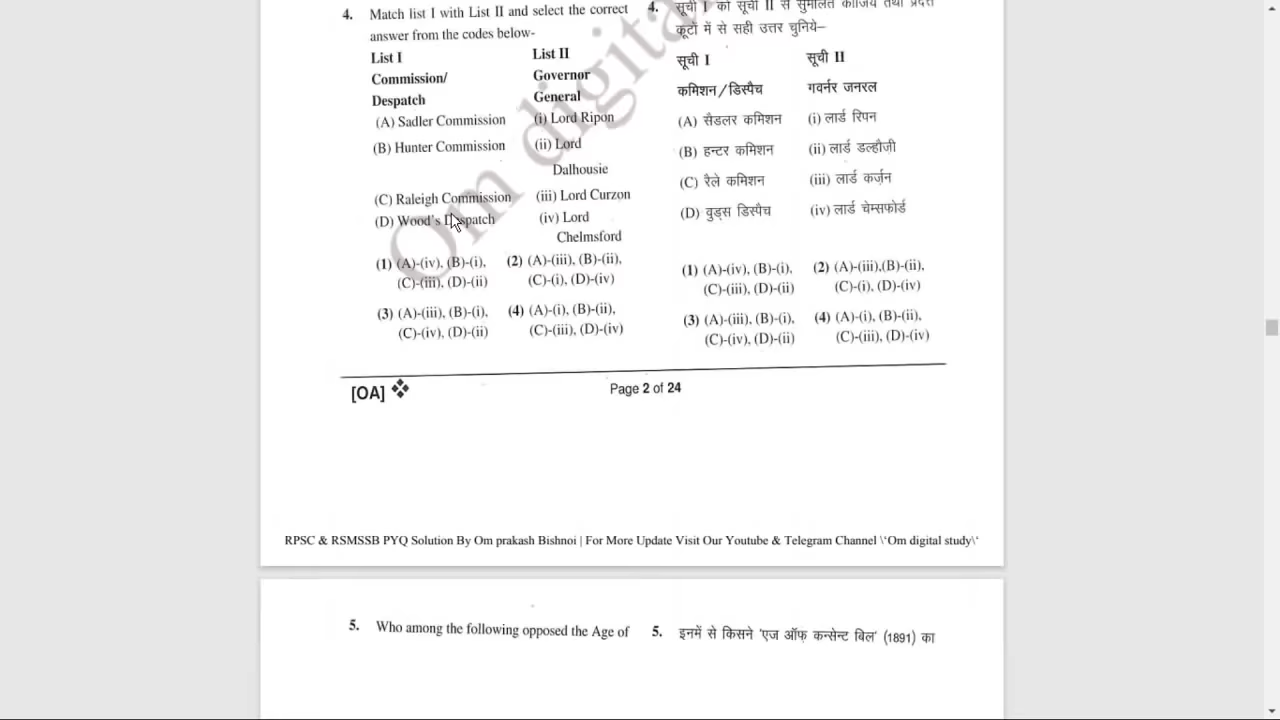 4. Match list I with List II and select the correct
answer from the codes below-
List I
List II
Commission/
Governor
Despatch
General
(A) Sadler Commission
(i) Lord Ripon
(B) Hunter Commission
(ii) Lord
Dalhousie
(C) Raleigh Commission
(iii) Lord Curzon
(D) Wood's Despatch
(iv) Lord
Chelmsford
(1) (A)-(iv), (B)-(i),
(C)-(iii), (D)-(ii)
(2) (A)-(iii), (B)-(ii),
(C)-(i), (D)-(iv)
(3) (A)-(iii), (B)-(i),
(C)-(iv), (D)-(ii)
(4) (A)-(i), (B)-(ii),
(C)-(iii), (D)-(iv)
4. सूची I को सूची II से सुमेलित कीजिये तथा प्रदत्त
कूटों में से सही उत्तर चुनिये–
सूची I
सूची II
कमिशन/डिस्पैच
गवर्नर जनरल
(A) सैडलर कमिशन
(i) लार्ड रिपन
(B) हन्टर कमिशन
(ii) लार्ड डल्हौज़ी
(C) रैले कमिशन
(iii) लार्ड कर्ज़न
(D) वुड्स डिस्पैच
(iv) लार्ड चेम्सफोर्ड
(1) (A)-(iv), (B)-(i),
(C)-(iii), (D)-(ii)
(2) (A)-(iii),(B)-(ii),
(C)-(i), (D)-(iv)
(3) (A)-(iii), (B)-(i),
(C)-(iv), (D)-(ii)
(4) (A)-(i), (B)-(ii),
(C)-(iii), (D)-(iv)
[OA]
Page 2 of 24
Om digital
RPSC & RSMSSB PYQ Solution By Om prakash Bishnoi | For More Update Visit Our Youtube & Telegram Channel \'Om digital study\'
5. Who among the following opposed the Age of
5. इनमें से किसने 'एज ऑफ़ कन्सेन्ट बिल' (1891) का